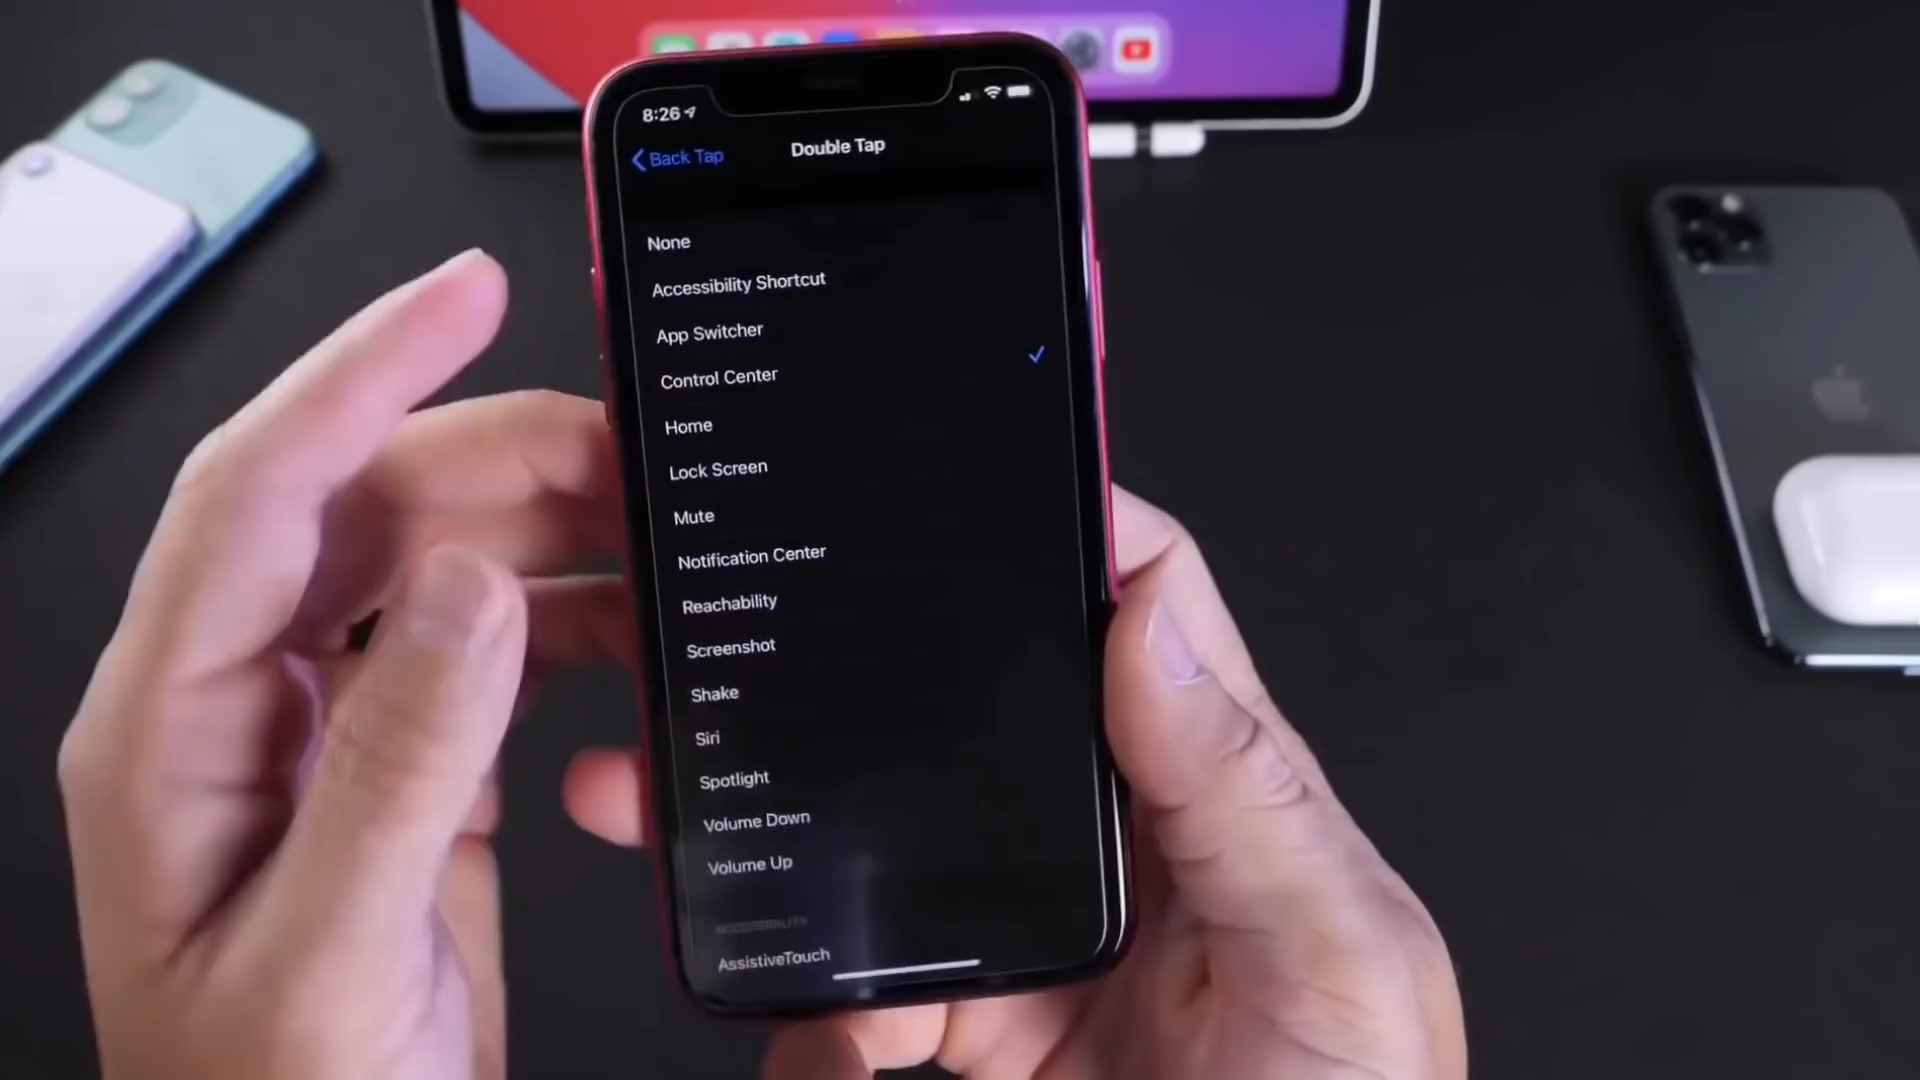 8:26
Back Tap
Double Tap
None
Accessibility Shortcut
App Switcher
Control Center
Home
Lock Screen
Mute
Notification Center
Reachability
Screenshot
Shake
Siri
Spotlight
Volume Down
Volume Up
ACCESSIBILITY
AssistiveTouch